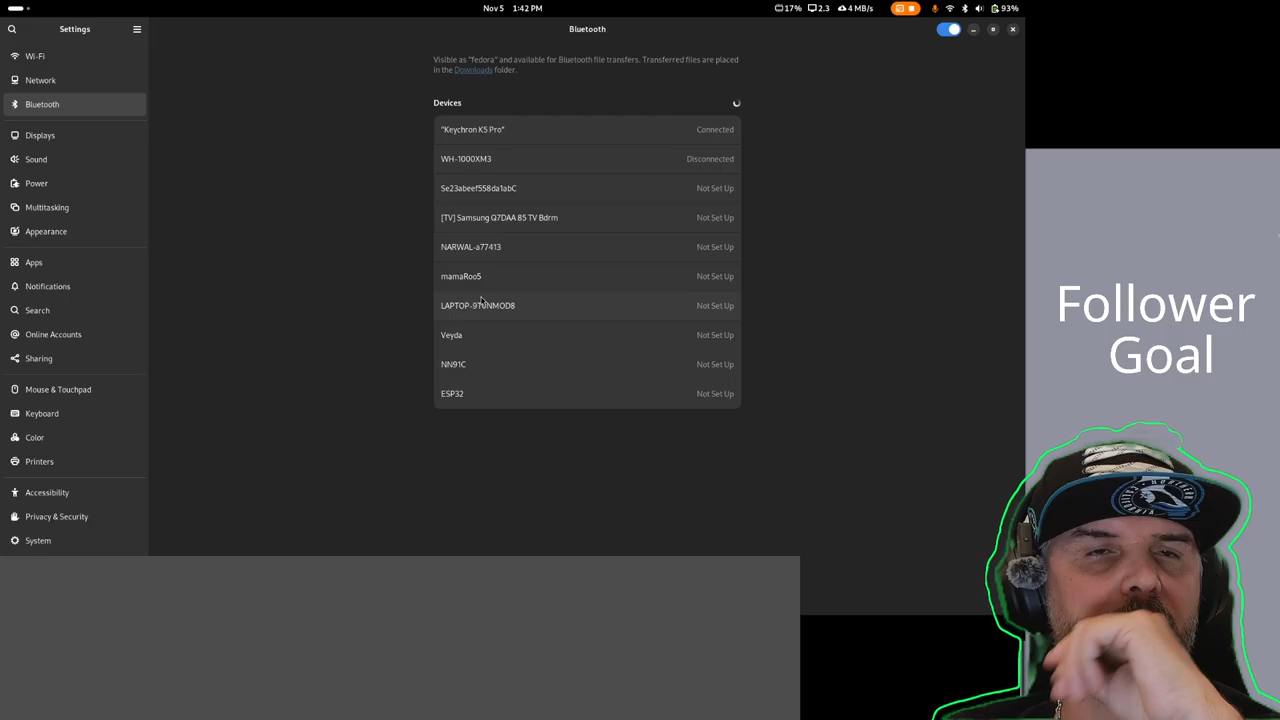 Nov 5 1:42 PM
17% 2.3 4 MB/s 93%
Settings
Bluetooth
Wi-Fi
Network
Bluetooth
Displays
Sound
Power
Multitasking
Appearance
Apps
Notifications
Search
Online Accounts
Sharing
Mouse & Touchpad
Keyboard
Color
Printers
Accessibility
Privacy & Security
System
Visible as "fedora" and available for Bluetooth file transfers. Transferred files are placed
in the Downloads folder.
Devices
"Keychron K5 Pro" Connected
WH-1000XM3 Disconnected
Se23abeef558da1abC Not Set Up
[TV] Samsung Q7DAA 85 TV Bdrm Not Set Up
NARWAL-a77413 Not Set Up
mamaRoo5 Not Set Up
Not Set Up
Veyda Not Set Up
NN91C Not Set Up
ESP32 Not Set Up
Follower
Goal
NORTHERN
CALIFORNIA